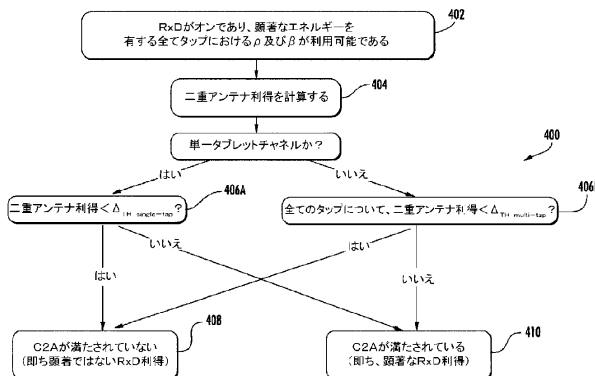 402
RxDがオンであり、顕著なエネルギーを
有する全てタップにおけるρ及びβが利用可能である
404
二重アンテナ利得を計算する
400
単一タブレットチャネルか？
はい
いいえ
406A
406B
二重アンテナ利得＜ΔTH single-tap？
全てのタップについて、二重アンテナ利得＜ΔTH multi-tap？
いいえ
はい
はい
いいえ
408
410
C2Aが満たされていない
（即ち顕著ではないRxD利得）
C2Aが満たされている
（即ち、顕著なRxD利得）